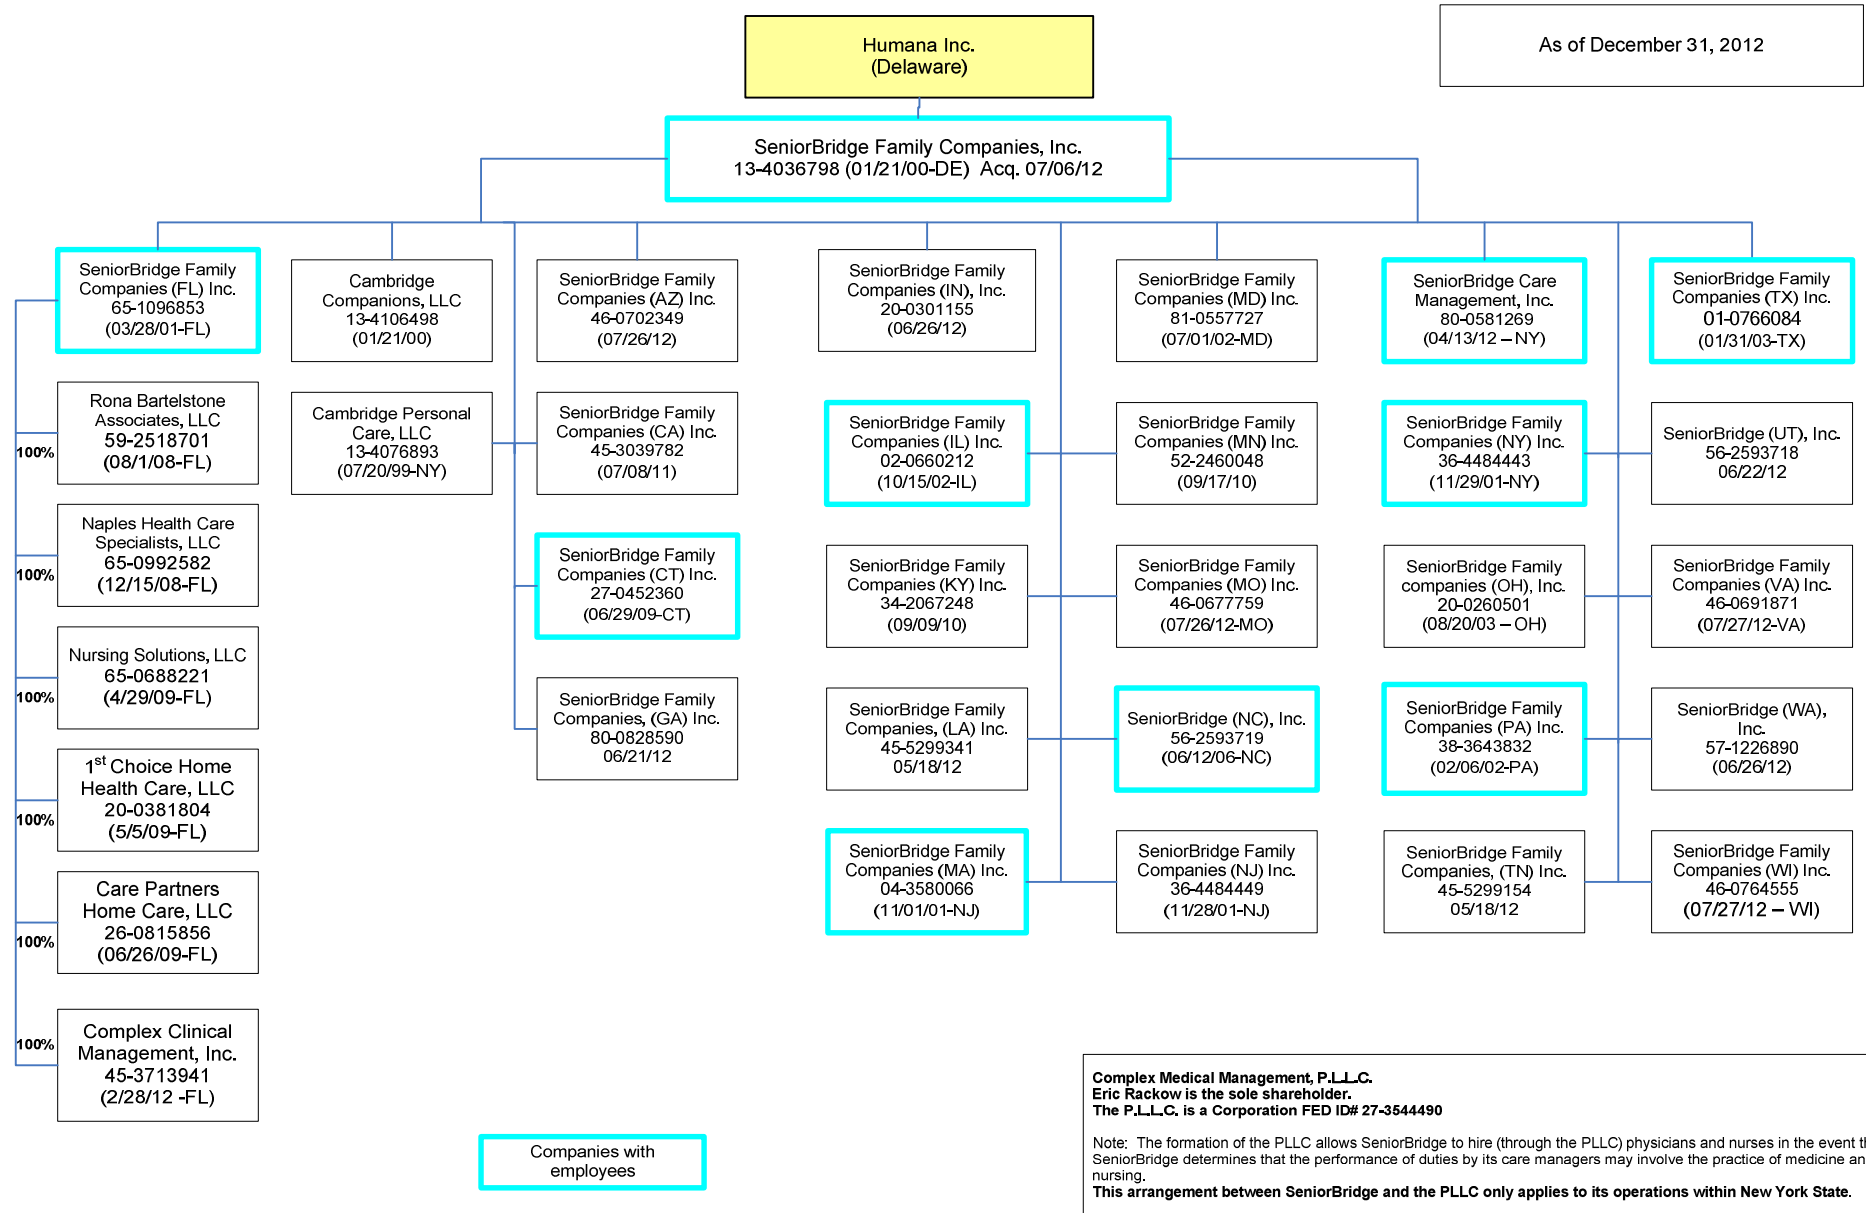 Humana Inc.
(Delaware)
As of December 31, 2012
SeniorBridge Family Companies, Inc.
13-4036798 (01/21/00-DE)  Acq. 07/06/12
SeniorBridge Family
Companies (FL) Inc.
65-1096853
(03/28/01-FL)
Cambridge
Companions, LLC
13-4106498
(01/21/00)
SeniorBridge Family
Companies (AZ) Inc.
46-0702349
(07/26/12)
SeniorBridge Family
Companies (IN), Inc.
20-0301155
(06/26/12)
SeniorBridge Family
Companies (MD) Inc.
81-0557727
(07/01/02-MD)
SeniorBridge Care
Management, Inc.
80-0581269
(04/13/12 – NY)
SeniorBridge Family
Companies (TX) Inc.
01-0766084
(01/31/03-TX)
Rona Bartelstone
Associates, LLC
59-2518701
(08/1/08-FL)
100%
Cambridge Personal
Care, LLC
13-4076893
(07/20/99-NY)
SeniorBridge Family
Companies (CA) Inc.
45-3039782
(07/08/11)
SeniorBridge Family
Companies (IL) Inc.
02-0660212
(10/15/02-IL)
SeniorBridge Family
Companies (MN) Inc.
52-2460048
(09/17/10)
SeniorBridge Family
Companies (NY) Inc.
36-4484443
(11/29/01-NY)
SeniorBridge (UT), Inc.
56-2593718
06/22/12
Naples Health Care
Specialists, LLC
65-0992582
(12/15/08-FL)
100%
SeniorBridge Family
Companies (CT) Inc.
27-0452360
(06/29/09-CT)
SeniorBridge Family
Companies (KY) Inc.
34-2067248
(09/09/10)
SeniorBridge Family
Companies (MO) Inc.
46-0677759
(07/26/12-MO)
SeniorBridge Family
companies (OH), Inc.
20-0260501
(08/20/03 – OH)
SeniorBridge Family
Companies (VA) Inc.
46-0691871
(07/27/12-VA)
Nursing Solutions, LLC
65-0688221
(4/29/09-FL)
100%
SeniorBridge Family
Companies, (GA) Inc.
80-0828590
06/21/12
SeniorBridge Family
Companies, (LA) Inc.
45-5299341
05/18/12
SeniorBridge (NC), Inc.
56-2593719
(06/12/06-NC)
SeniorBridge Family
Companies (PA) Inc.
38-3643832
(02/06/02-PA)
SeniorBridge (WA),
Inc.
57-1226890
(06/26/12)
1st Choice Home
Health Care, LLC
20-0381804
(5/5/09-FL)
100%
SeniorBridge Family
Companies (MA) Inc.
04-3580066
(11/01/01-NJ)
SeniorBridge Family
Companies (NJ) Inc.
36-4484449
(11/28/01-NJ)
SeniorBridge Family
Companies, (TN) Inc.
45-5299154
05/18/12
SeniorBridge Family
Companies (WI) Inc.
46-0764555
(07/27/12 – WI)
Care Partners
Home Care, LLC
26-0815856
(06/26/09-FL)
100%
Complex Clinical
Management, Inc.
45-3713941
(2/28/12 -FL)
100%
Companies with
employees
Complex Medical Management, P.L.L.C.
Eric Rackow is the sole shareholder.
The P.L.L.C. is a Corporation FED ID# 27-3544490
Note:  The formation of the PLLC allows SeniorBridge to hire (through the PLLC) physicians and nurses in the event th
SeniorBridge determines that the performance of duties by its care managers may involve the practice of medicine an
nursing.
This arrangement between SeniorBridge and the PLLC only applies to its operations within New York State.